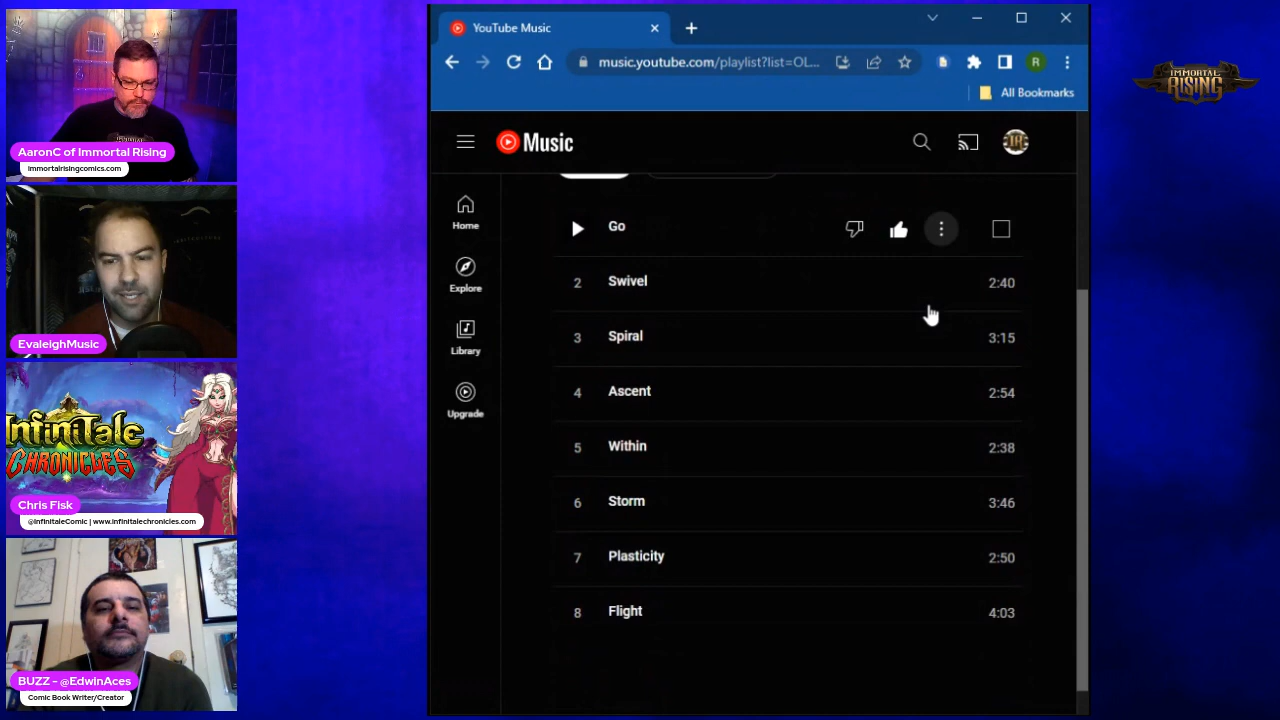 AaronC of Immortal Rising
immortalrisingcomics.com
EvaleighMusic
InfiniTale
CHRONICLES
Chris Fisk
@InfinitaleComic | www.infinitalechronicles.com
BUZZ - @EdwinAces
Comic Book Writer/Creator
YouTube Music
music.youtube.com/playlist?list=OL...
R
All Bookmarks
Music
IR
Home
Explore
Library
Upgrade
Go
2 Swivel 2:40
3 Spiral 3:15
4 Ascent 2:54
5 Within 2:38
6 Storm 3:46
7 Plasticity 2:50
8 Flight 4:03
IMMORTAL
RISING